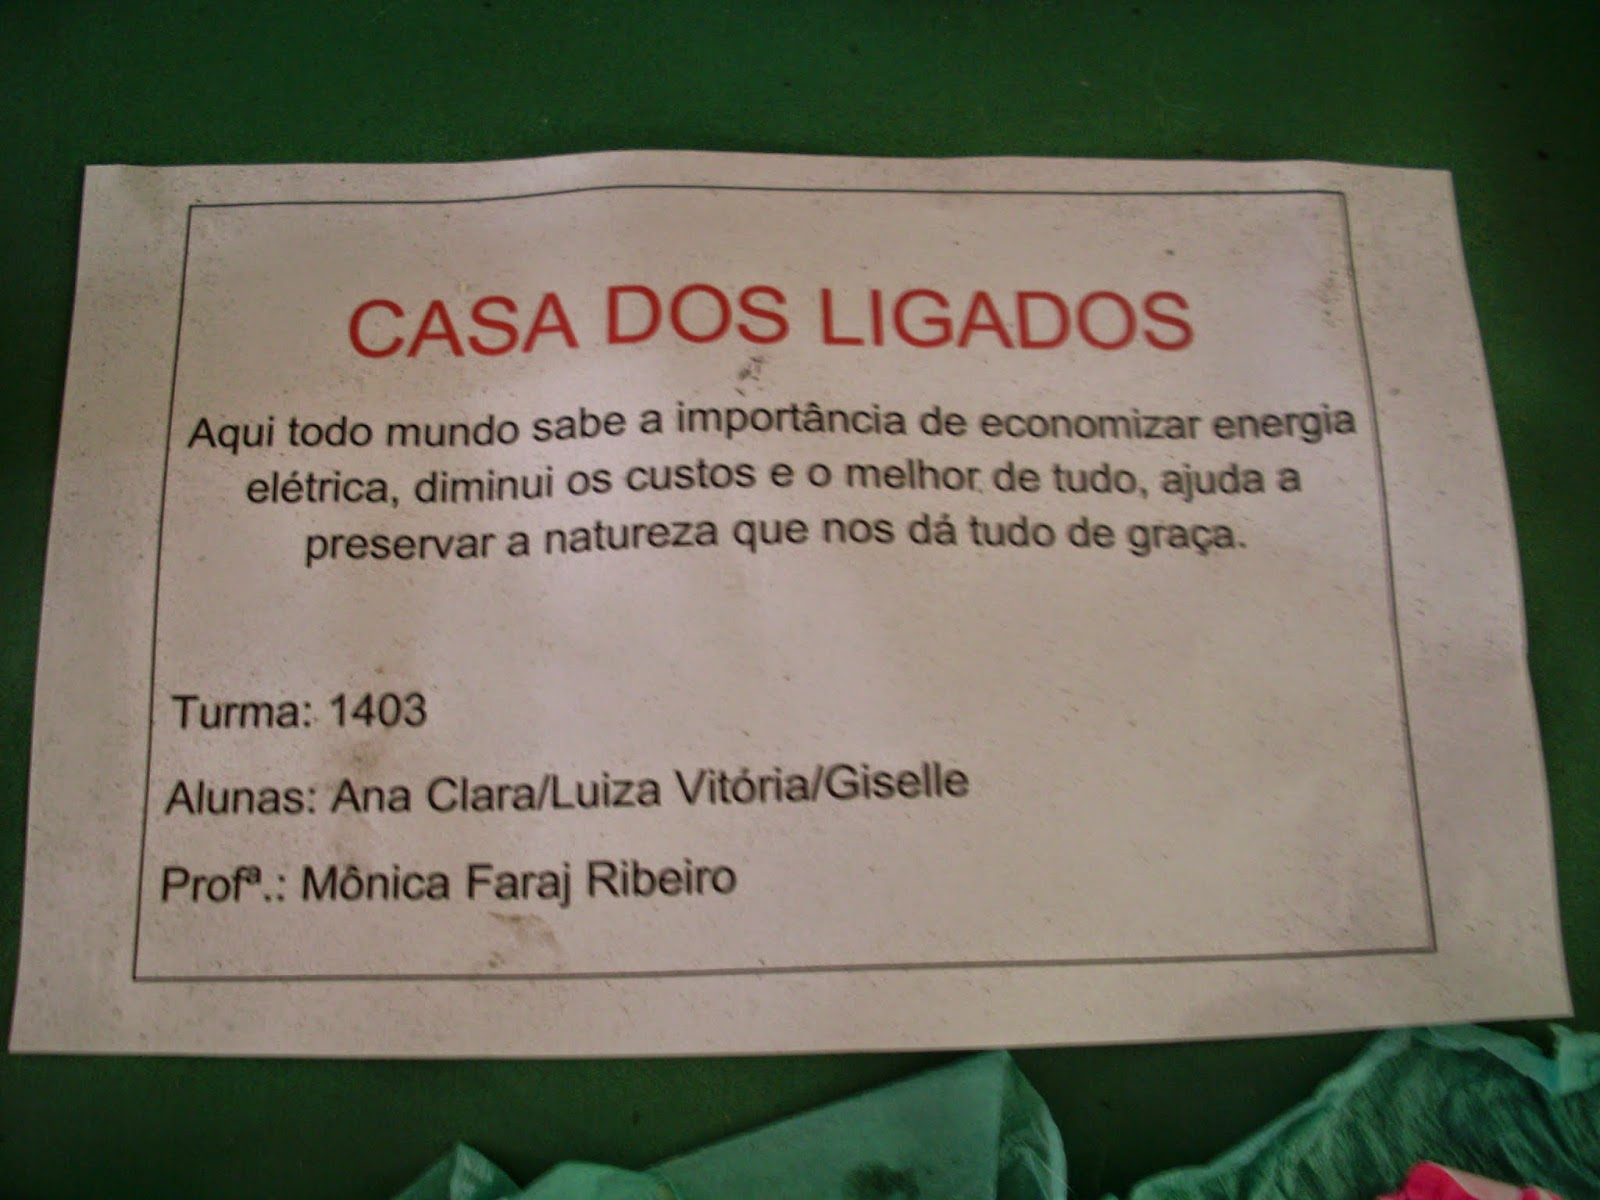 CASA DOS LIGADOS
Aqui todo mundo sabe a importância de economizar energia
elétrica, diminui os custos e o melhor de tudo, ajuda a
preservar a natureza que nos dá tudo de graça.
Turma: 1403
Alunas: Ana Clara/Luiza Vitória/Giselle
Profª.: Mônica Faraj Ribeiro